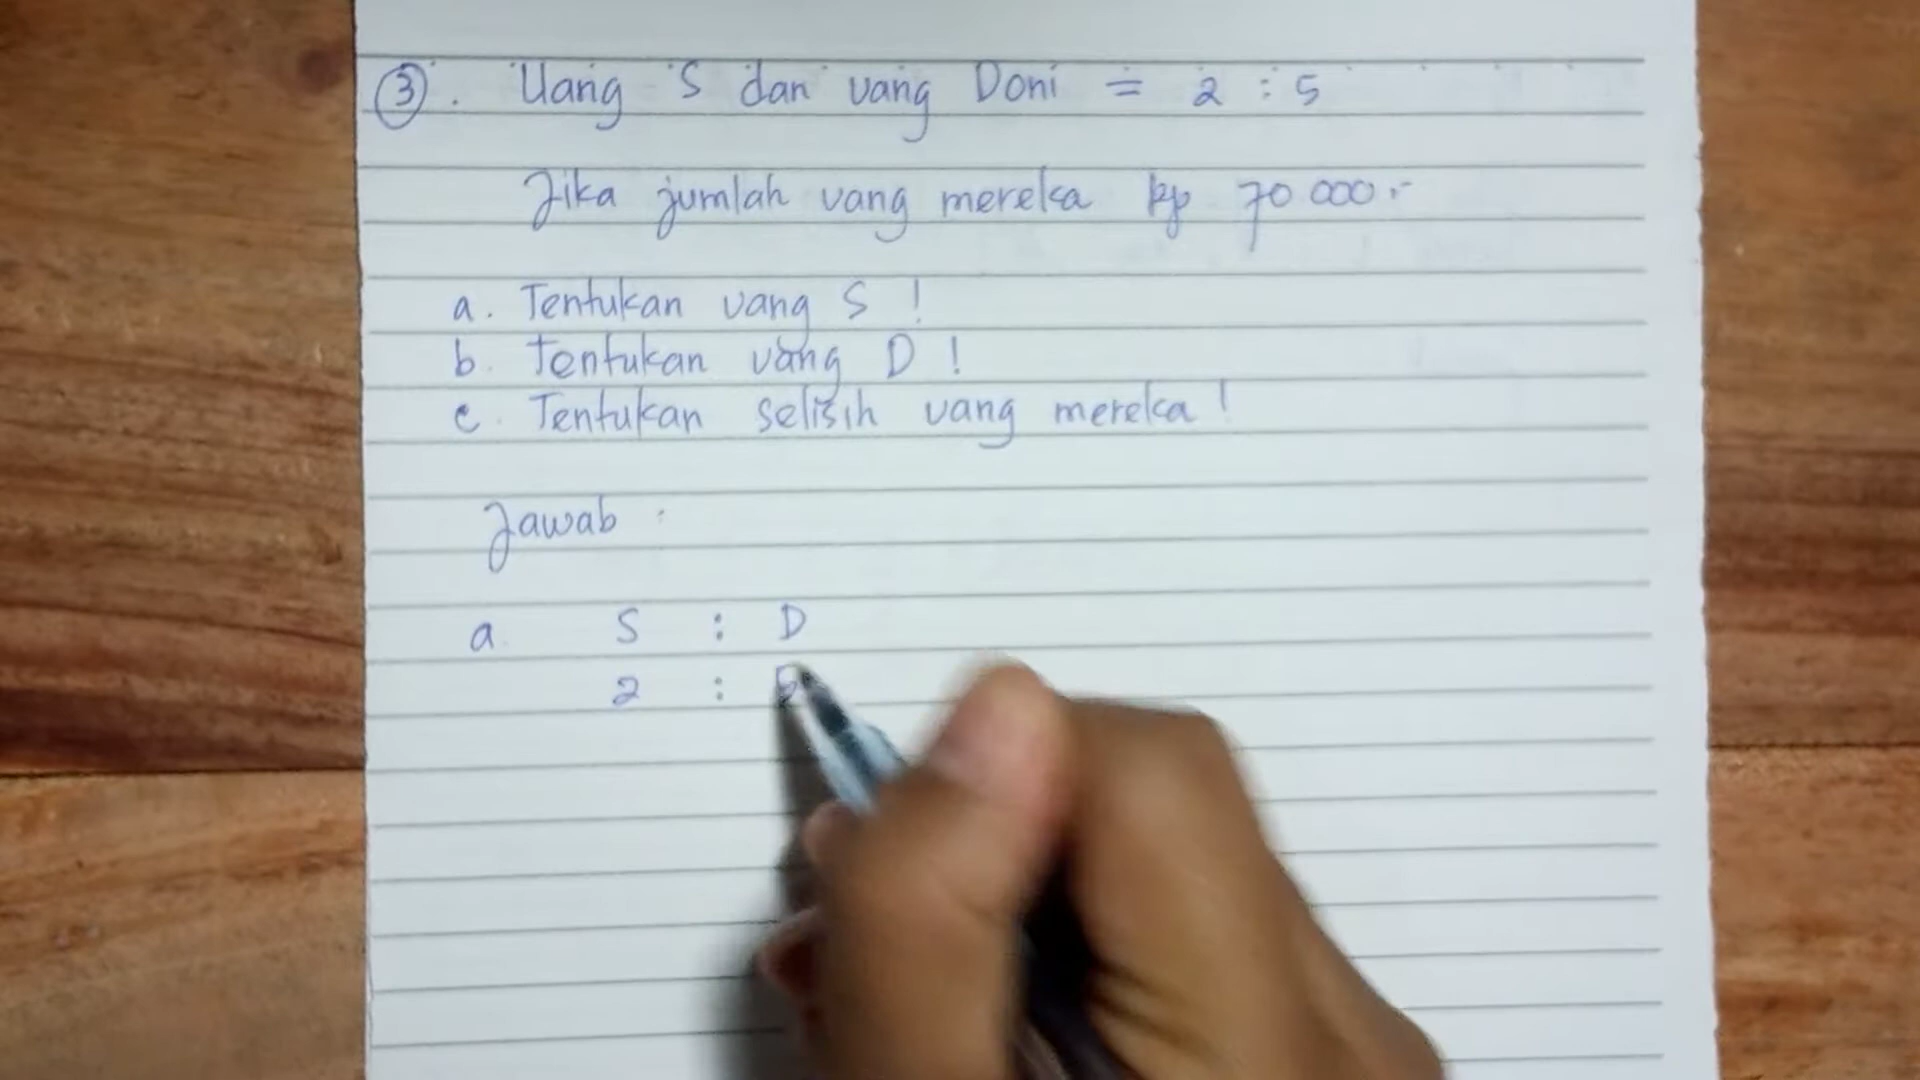 3. Uang S dan uang Doni = 2 : 5
Jika jumlah uang mereka Rp 70 000.-
a. Tentukan uang S !
b. Tentukan uang D !
c. Tentukan selisih uang mereka !
Jawab :
a. S : D
2 : 5